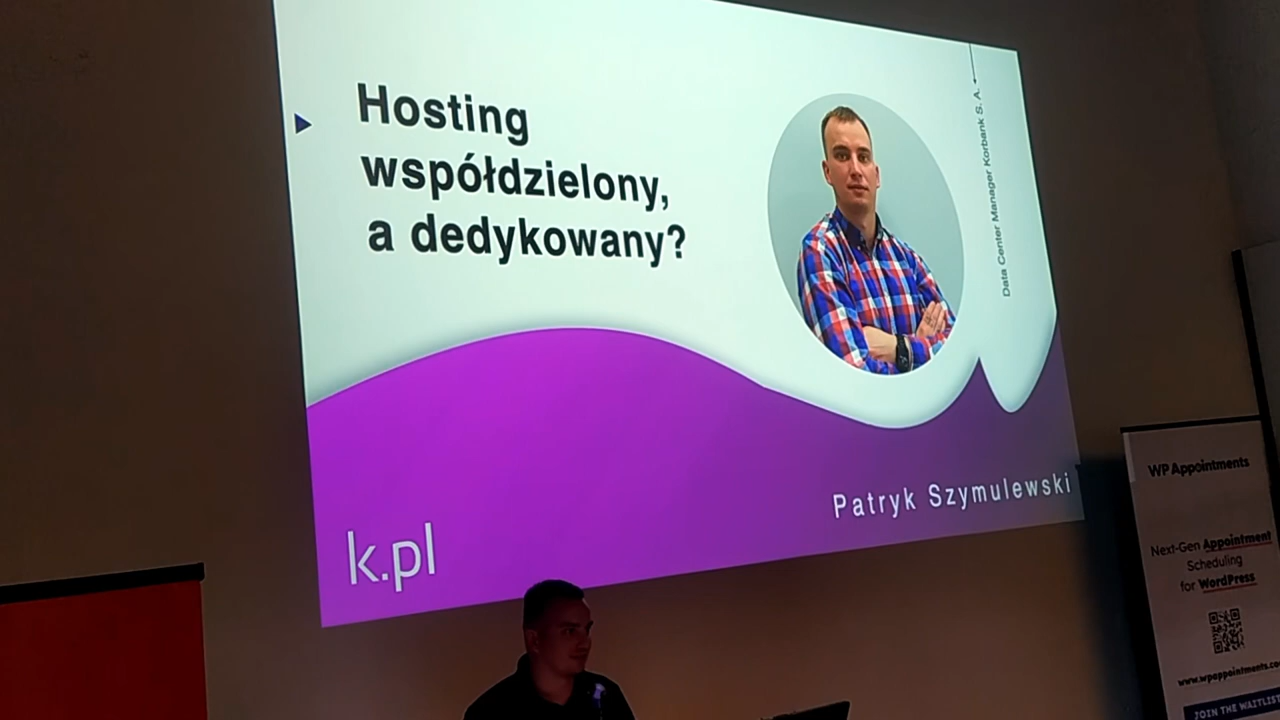 Hosting
współdzielony,
a dedykowany?
Data Center Manager Korbank S. A.
Patryk Szymulewski
k.pl
WP Appointments
Next-Gen Appointment
Scheduling
for WordPress
www.wpappointments.co
JOIN THE WAITLIST